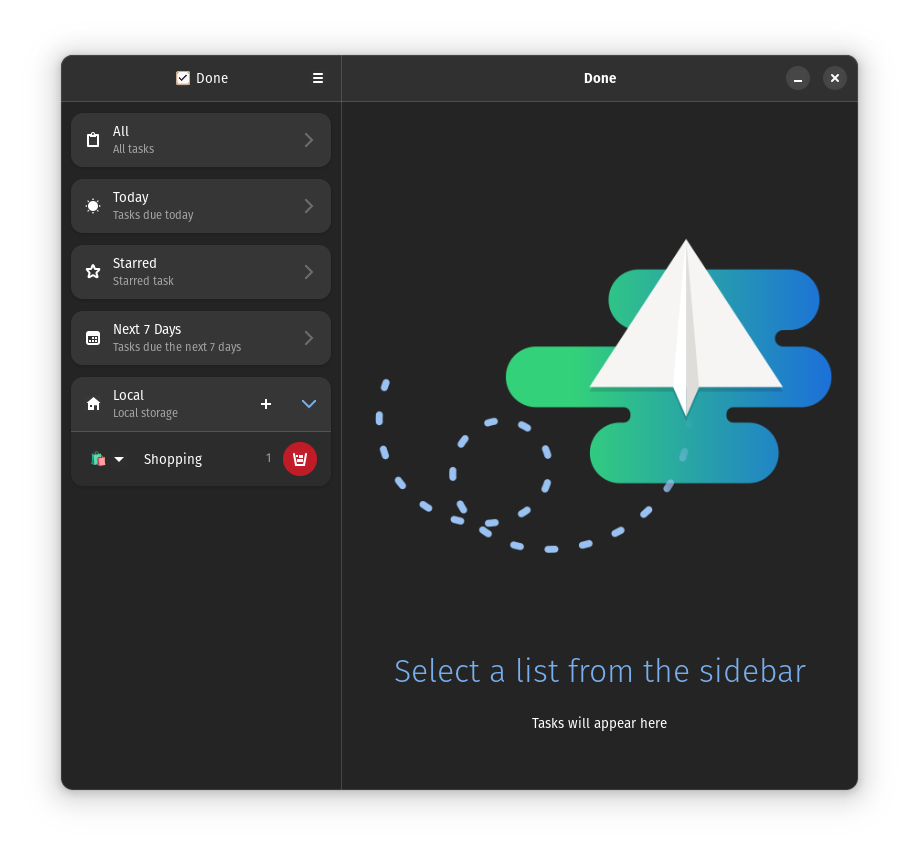 Done
Done
All
All tasks
Today
Tasks due today
Starred
Starred task
Next 7 Days
Tasks due the next 7 days
Local
Local storage
Shopping 1
Select a list from the sidebar
Tasks will appear here